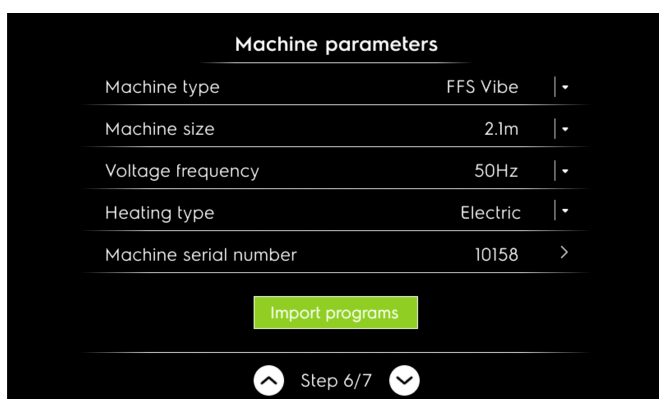 Machine parameters
Machine type FFS Vibe
Machine size 2.1m
Voltage frequency 50Hz
Heating type Electric
Machine serial number 10158
Import programs
Step 6/7